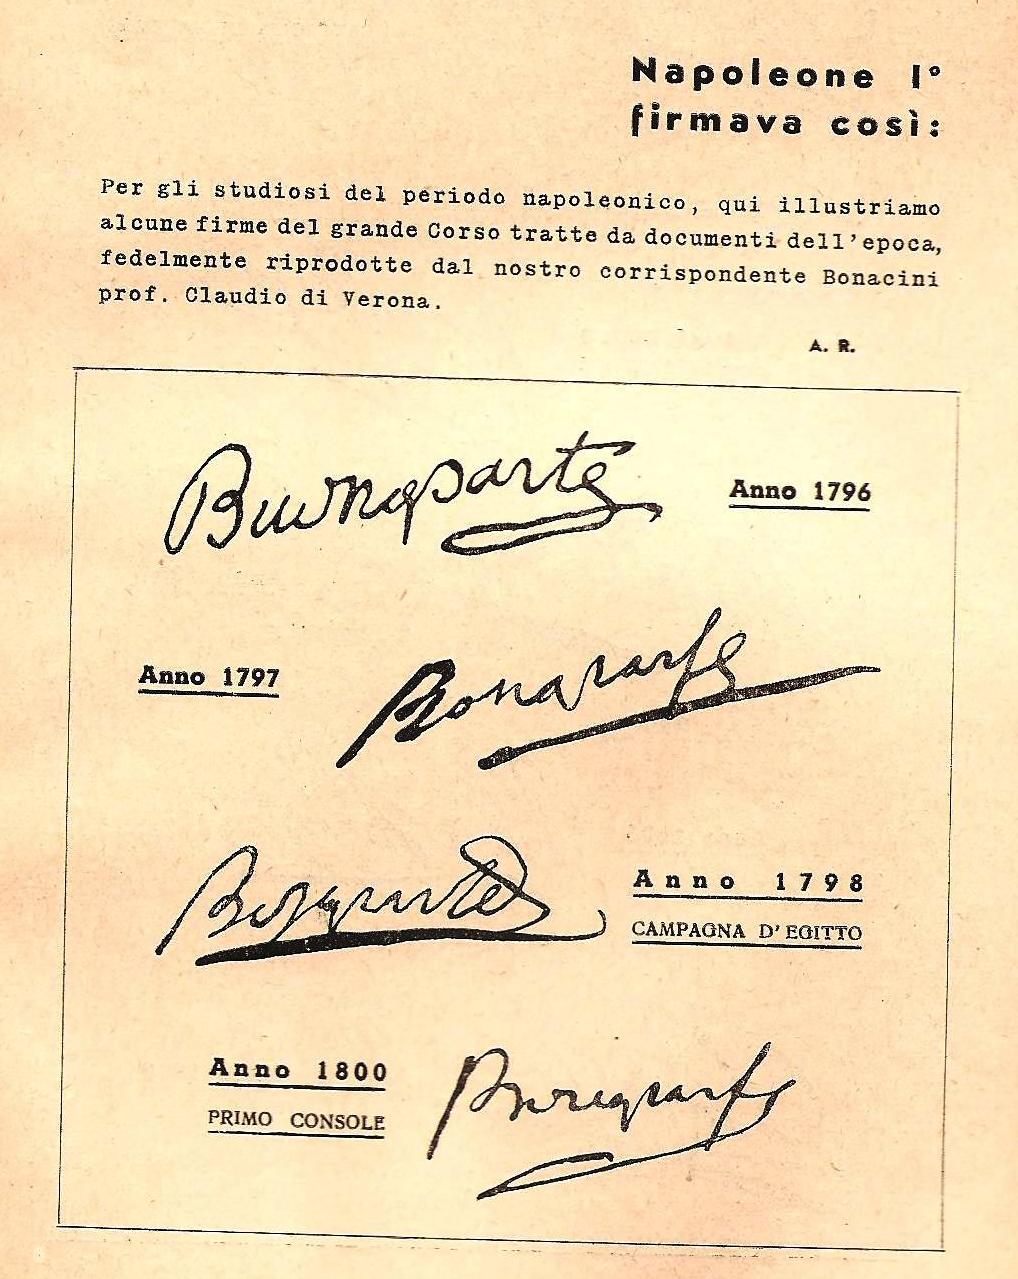 Napoleone I°
firmava così:
Per gli studiosi del periodo napoleonico, qui illustriamo
alcune firme del grande Corso tratte da documenti dell'epoca,
fedelmente riprodotte dal nostro corrispondente Bonacini
prof. Claudio di Verona.
A. R.
Buonaparte
Anno 1796
Anno 1797
Bonaparte
Bonaparte
Anno 1798
CAMPAGNA D'EGITTO
Anno 1800
PRIMO CONSOLE
Bonaparte